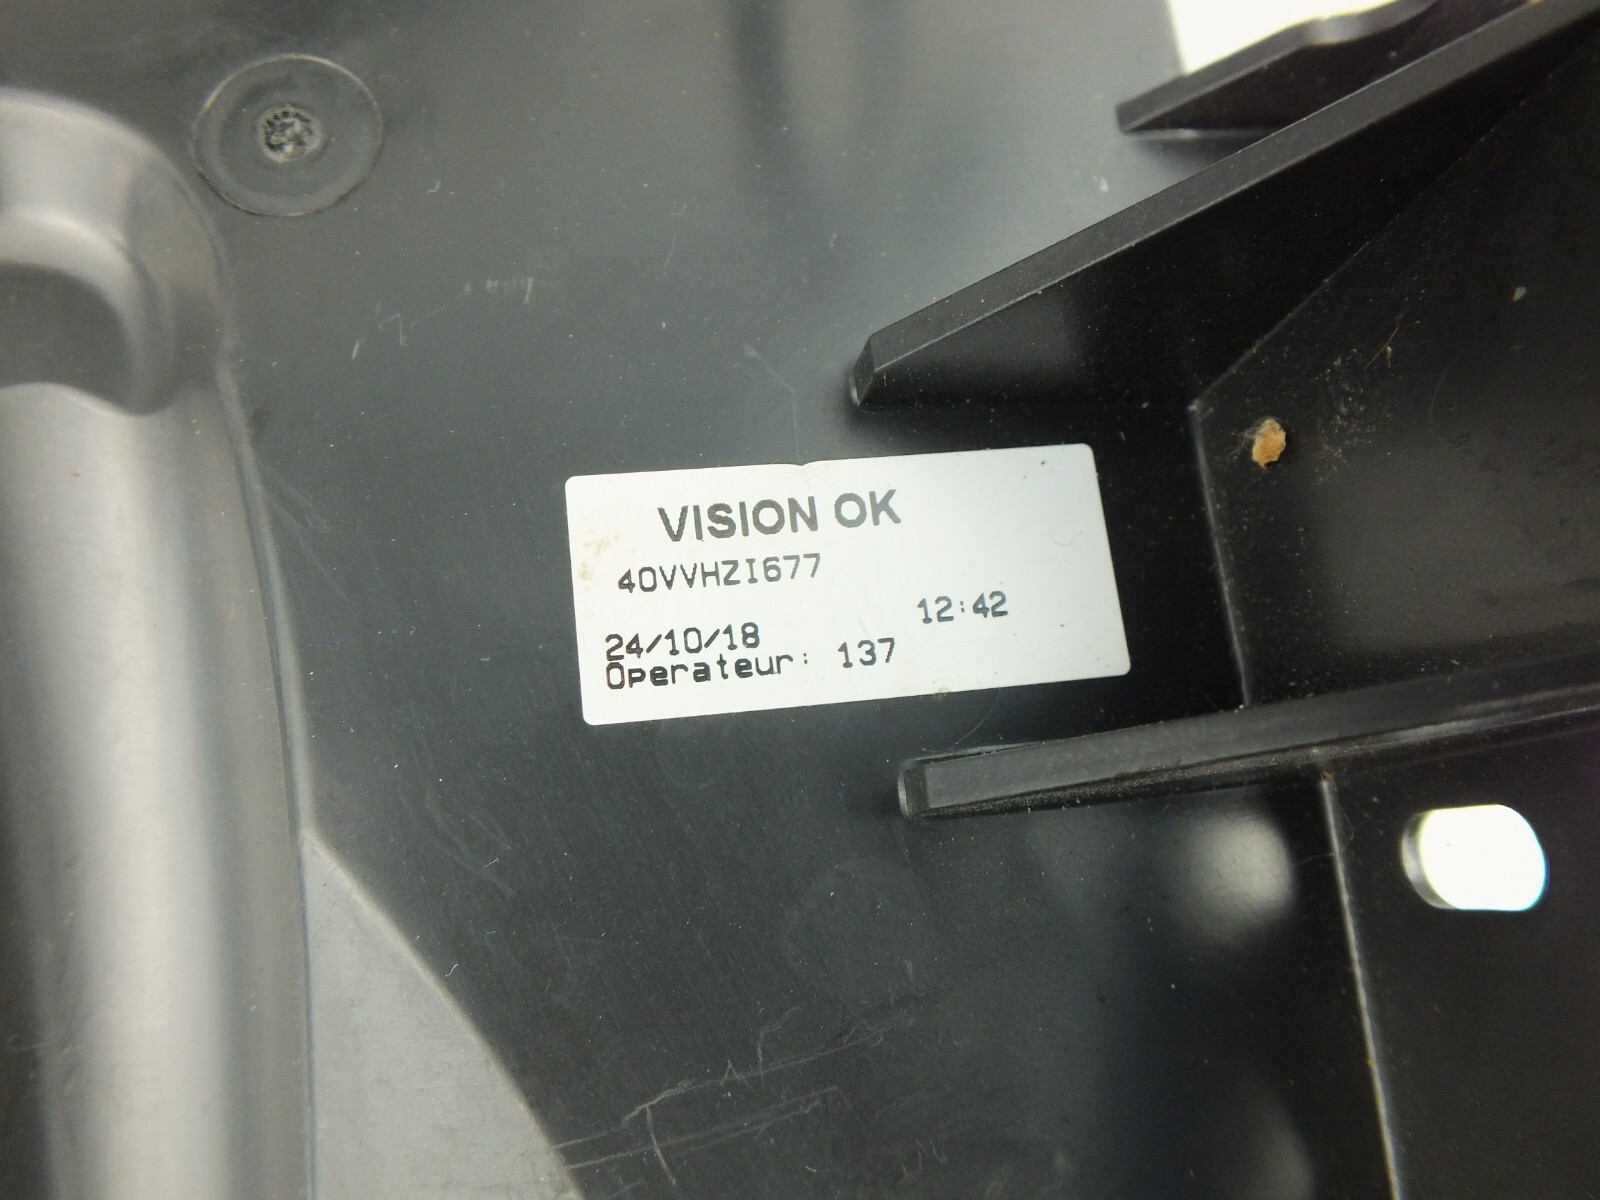 VISION OK
40VVHZI677
12:42
24/10/18
Operateur: 137